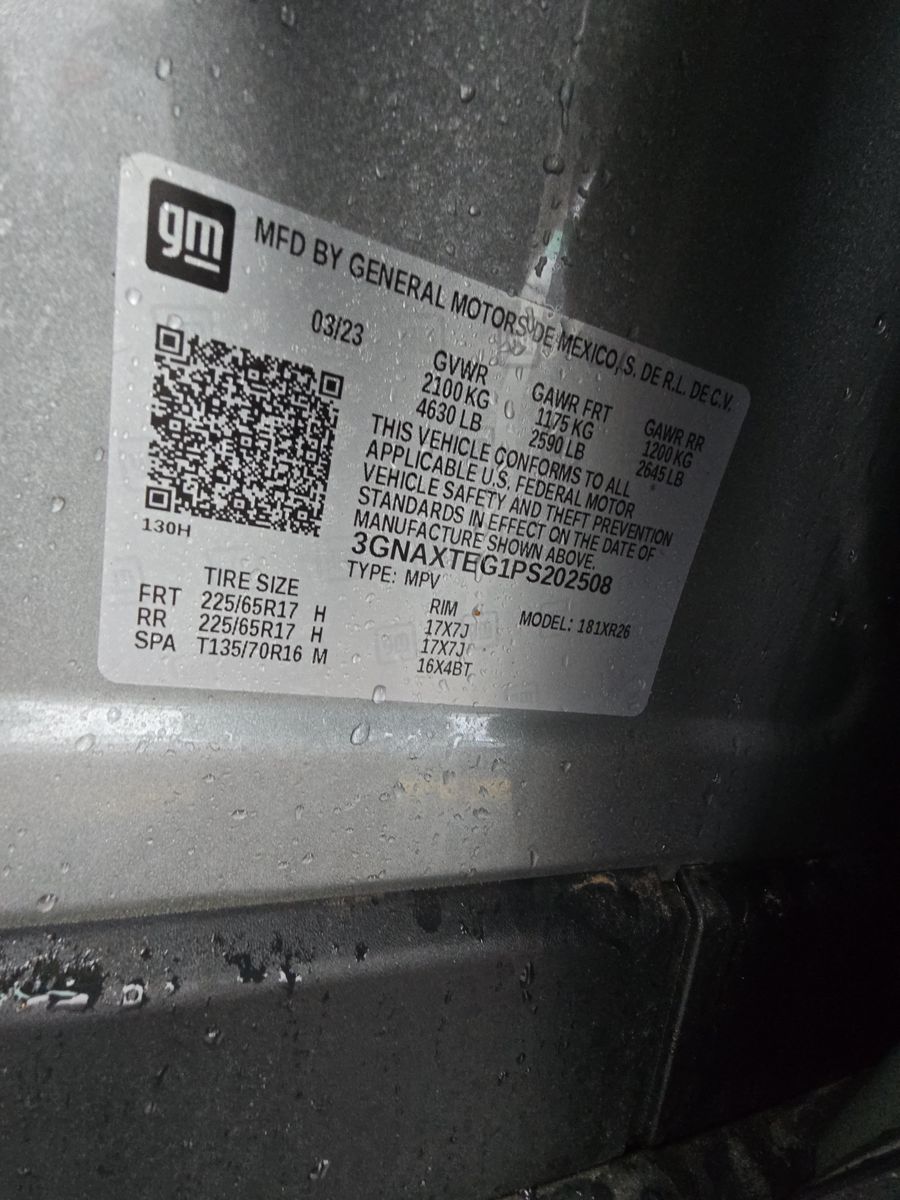 gm
MFD BY GENERAL MOTORS DE MEXICO, S. DE R.L. DE C.V.
03/23
GVWR GAWR FRT GAWR RR
2100 KG 1175 KG 1200 KG
4630 LB 2590 LB 2645 LB
THIS VEHICLE CONFORMS TO ALL
APPLICABLE U.S. FEDERAL MOTOR
VEHICLE SAFETY AND THEFT PREVENTION
STANDARDS IN EFFECT ON THE DATE OF
MANUFACTURE SHOWN ABOVE.
130H
3GNAXTEG1PS202508
TYPE: MPV MODEL: 181XR26
TIRE SIZE RIM
FRT 225/65R17 H 17X7J
RR 225/65R17 H 17X7J
SPA T135/70R16 M 16X4BT